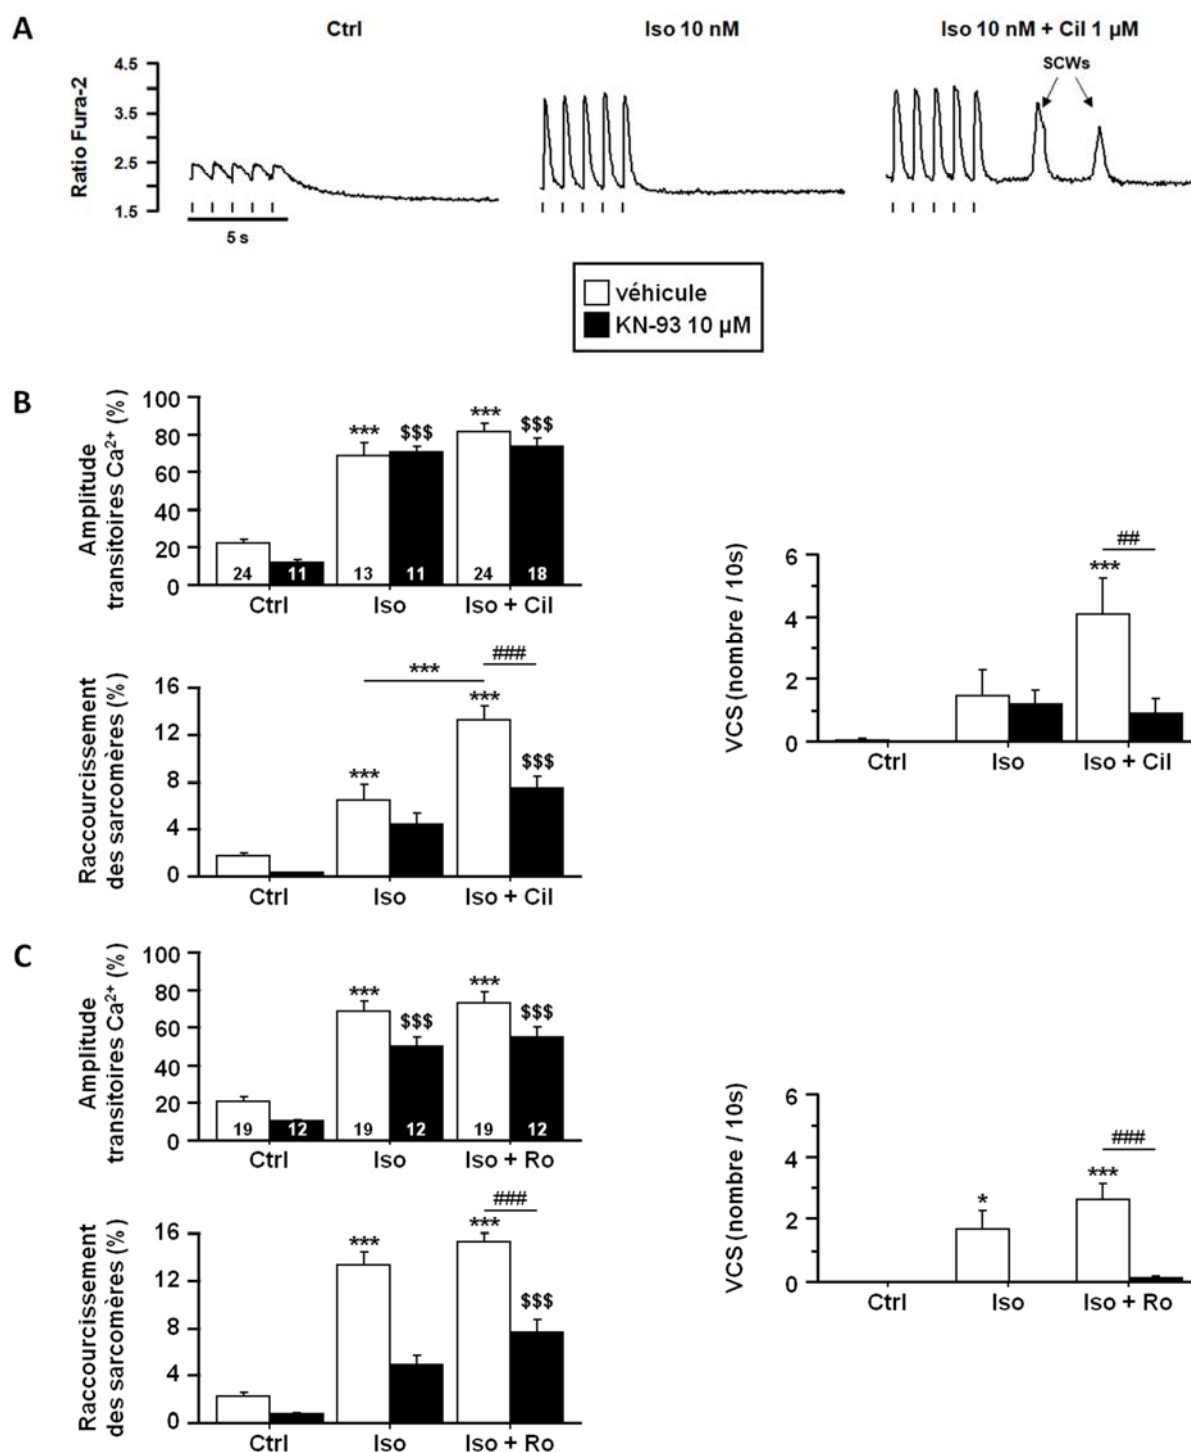 A
Ctrl
Iso 10 nM
Iso 10 nM + Cil 1 µM
SCWs
Ratio Fura-2
4.5
3.5
2.5
1.5
5 s
véhicule
KN-93 10 µM
B
Amplitude
transitoires Ca²⁺ (%)
100
80
60
40
20
0
***
$$$
***
$$$
24
11
13
11
24
18
Ctrl
Iso
Iso + Cil
Raccourcissement
des sarcomères (%)
16
12
8
4
0
***
###
***
***
$$$
Ctrl
Iso
Iso + Cil
VCS (nombre / 10s)
6
4
2
0
##
***
Ctrl
Iso
Iso + Cil
C
Amplitude
transitoires Ca²⁺ (%)
100
80
60
40
20
0
***
$$$
***
$$$
19
12
19
12
19
12
Ctrl
Iso
Iso + Ro
Raccourcissement
des sarcomères (%)
16
12
8
4
0
###
***
***
$$$
Ctrl
Iso
Iso + Ro
VCS (nombre / 10s)
6
4
2
0
###
*
***
Ctrl
Iso
Iso + Ro